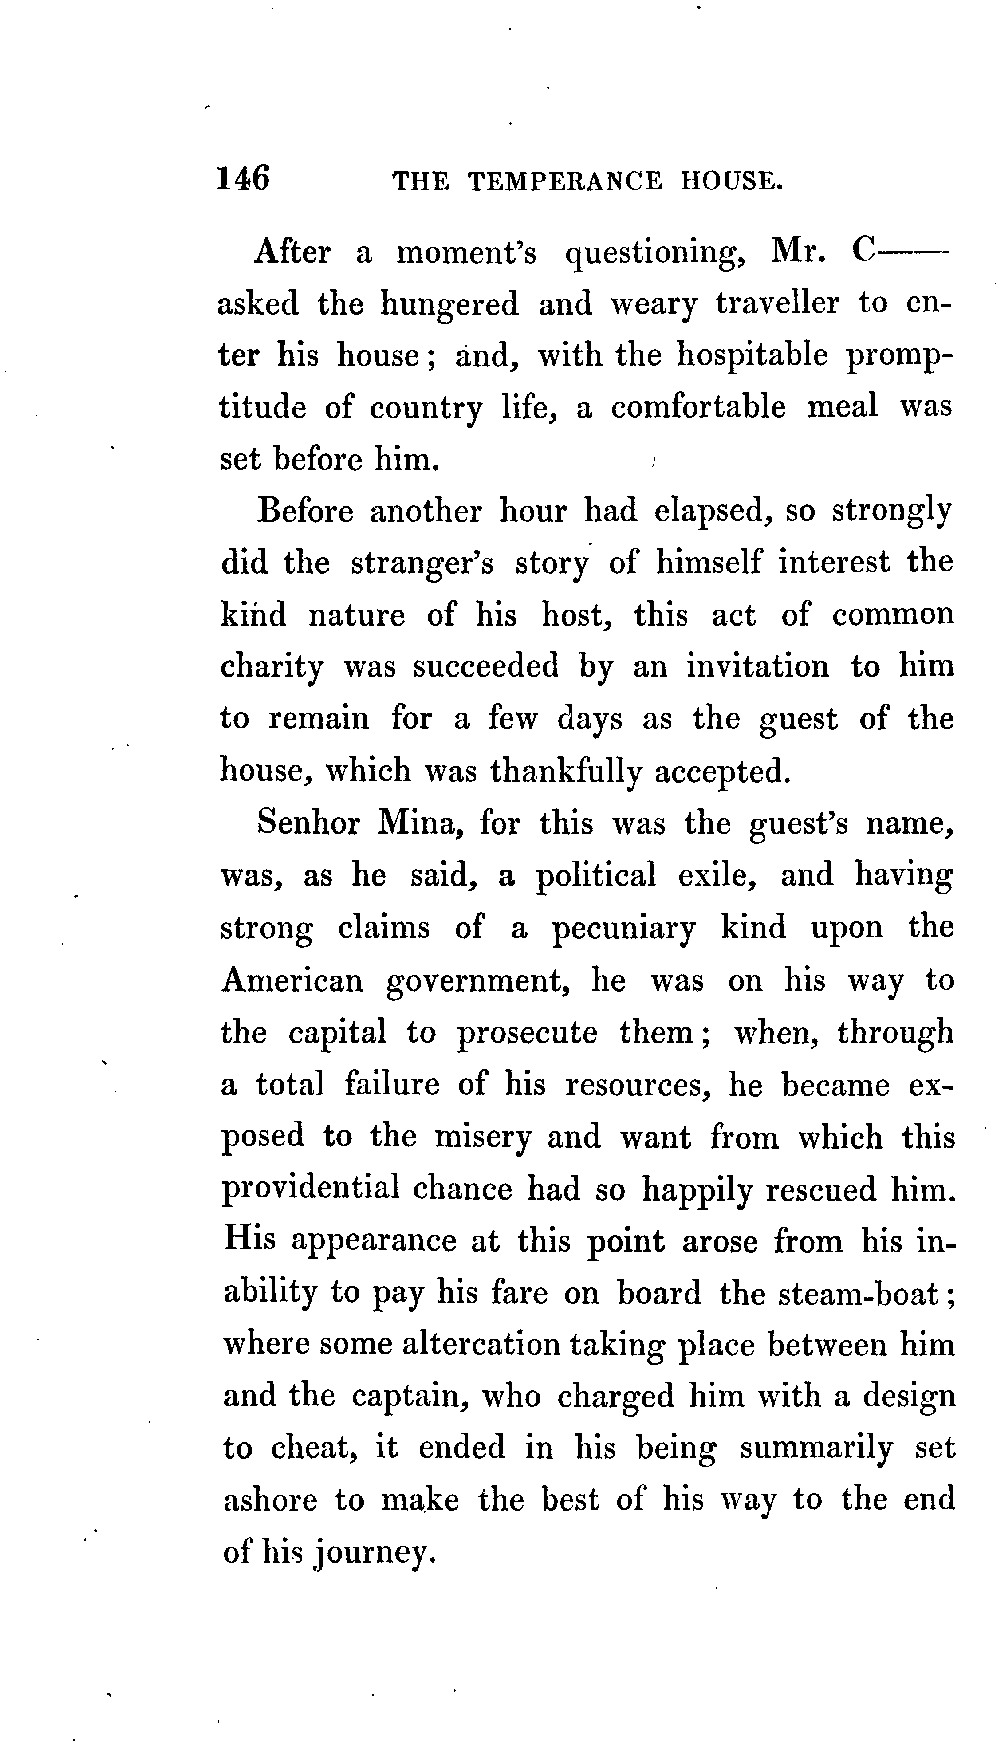 146 THE TEMPERANCE HOUSE.
After a moment's questioning, Mr. C——
asked the hungered and weary traveller to en-
ter his house; and, with the hospitable promp-
titude of country life, a comfortable meal was
set before him.
Before another hour had elapsed, so strongly
did the stranger's story of himself interest the
kind nature of his host, this act of common
charity was succeeded by an invitation to him
to remain for a few days as the guest of the
house, which was thankfully accepted.
Senhor Mina, for this was the guest's name,
was, as he said, a political exile, and having
strong claims of a pecuniary kind upon the
American government, he was on his way to
the capital to prosecute them; when, through
a total failure of his resources, he became ex-
posed to the misery and want from which this
providential chance had so happily rescued him.
His appearance at this point arose from his in-
ability to pay his fare on board the steam-boat;
where some altercation taking place between him
and the captain, who charged him with a design
to cheat, it ended in his being summarily set
ashore to make the best of his way to the end
of his journey.